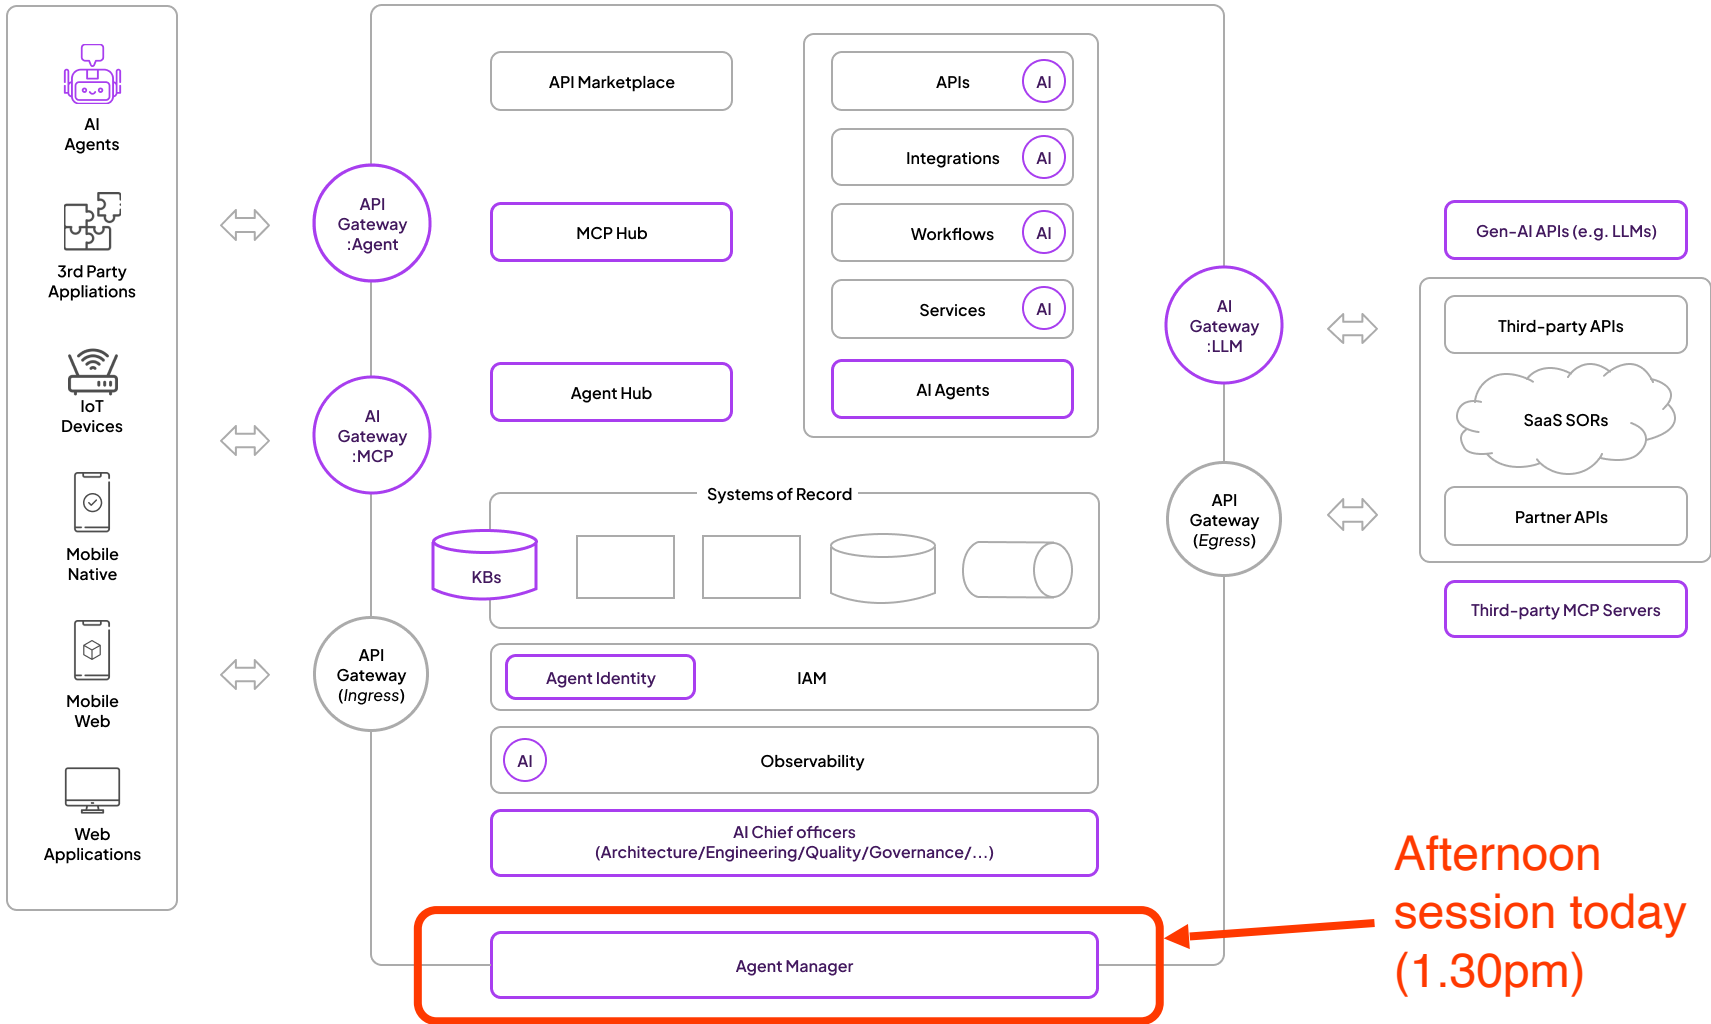 AI
Agents
3rd Party
Appliations
IoT
Devices
Mobile
Native
Mobile
Web
Web
Applications
API
Gateway
:Agent
AI
Gateway
:MCP
API
Gateway
(Ingress)
API Marketplace
MCP Hub
Agent Hub
APIs
AI
Integrations
AI
Workflows
AI
Services
AI
AI Agents
Systems of Record
KBs
Agent Identity
IAM
AI
Observability
AI Chief officers
(Architecture/Engineering/Quality/Governance/...)
Agent Manager
AI
Gateway
:LLM
API
Gateway
(Egress)
Gen-AI APIs (e.g. LLMs)
Third-party APIs
SaaS SORs
Partner APIs
Third-party MCP Servers
Afternoon
session today
(1.30pm)